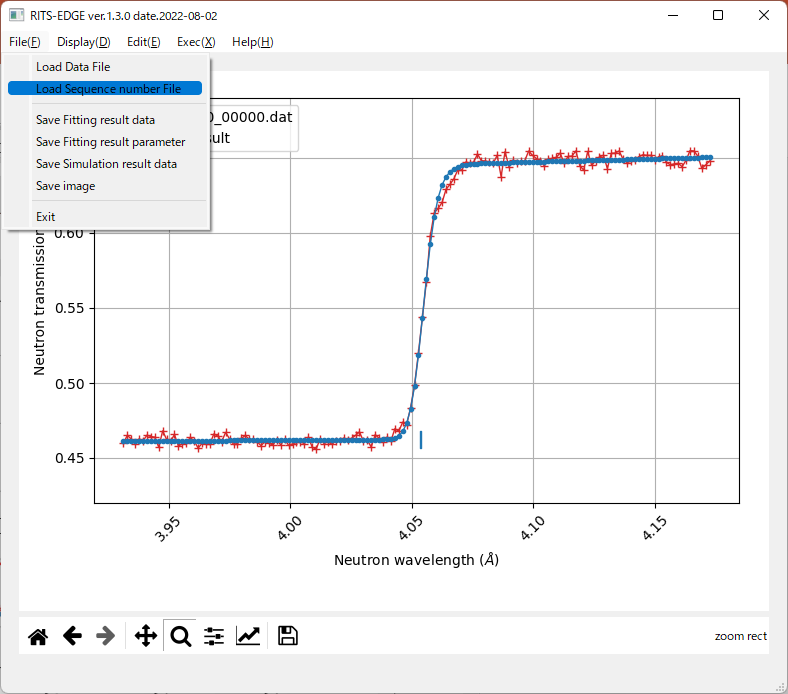 RITS-EDGE ver.1.3.0 date.2022-08-02
File(F) Display(D) Edit(E) Exec(X) Help(H)
Load Data File
Load Sequence number File
Save Fitting result data
Save Fitting result parameter
Save Simulation result data
Save image
Exit
0_00000.dat
Neutron transmission
0.60
0.55
0.50
0.45
3.95 4.00 4.05 4.10 4.15
Neutron wavelength (Å)
zoom rect